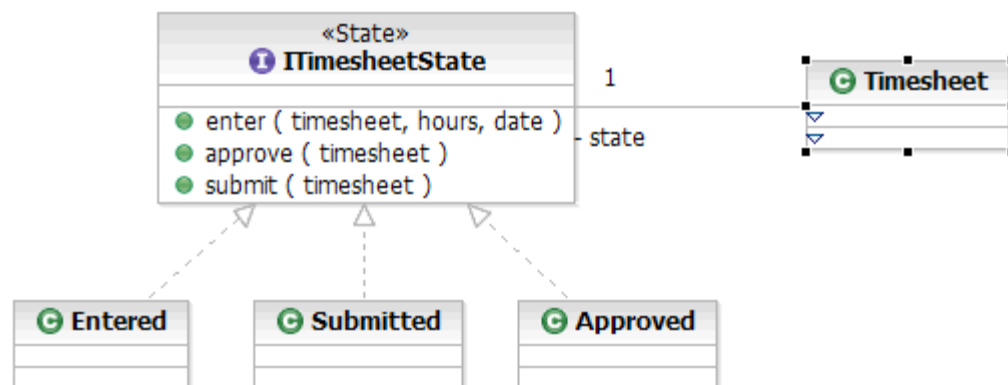 «State»
I ITimesheetState
1
C Timesheet
enter ( timesheet, hours, date )
- state
approve ( timesheet )
submit ( timesheet )
C Entered
C Submitted
C Approved